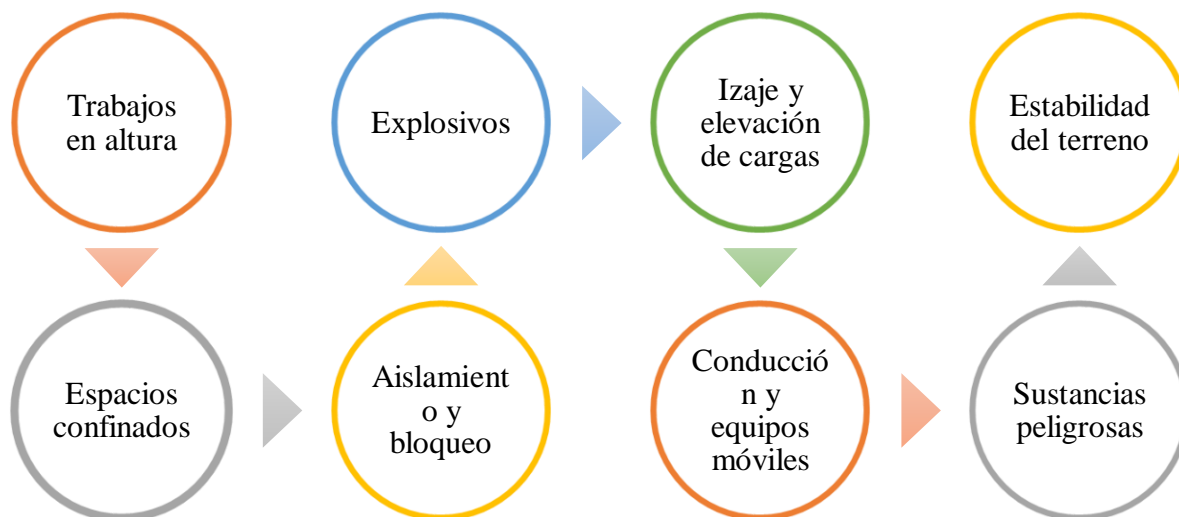 Trabajos
en altura
Espacios
confinados
Aislamient
o y
bloqueo
Explosivos
Izaje y
elevación
de cargas
Conducció
n y
equipos
móviles
Sustancias
peligrosas
Estabilidad
del terreno